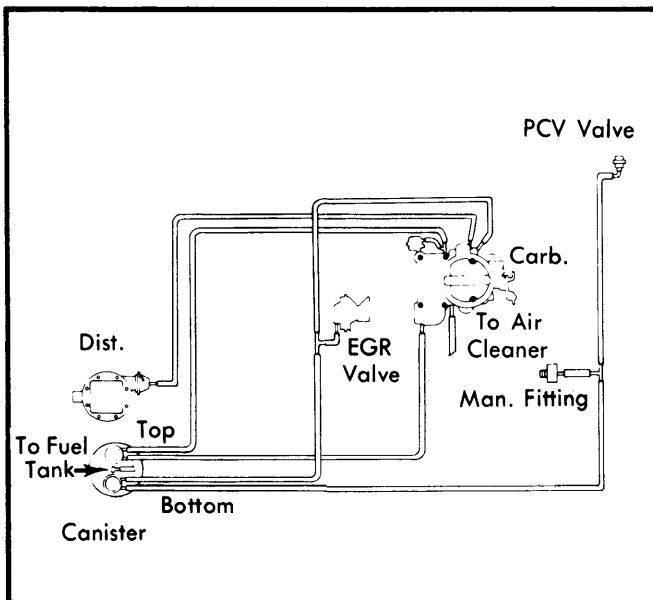 PCV Valve
Carb.
To Air
Cleaner
EGR
Valve
Dist.
Man. Fitting
Top
To Fuel
Tank
Bottom
Canister